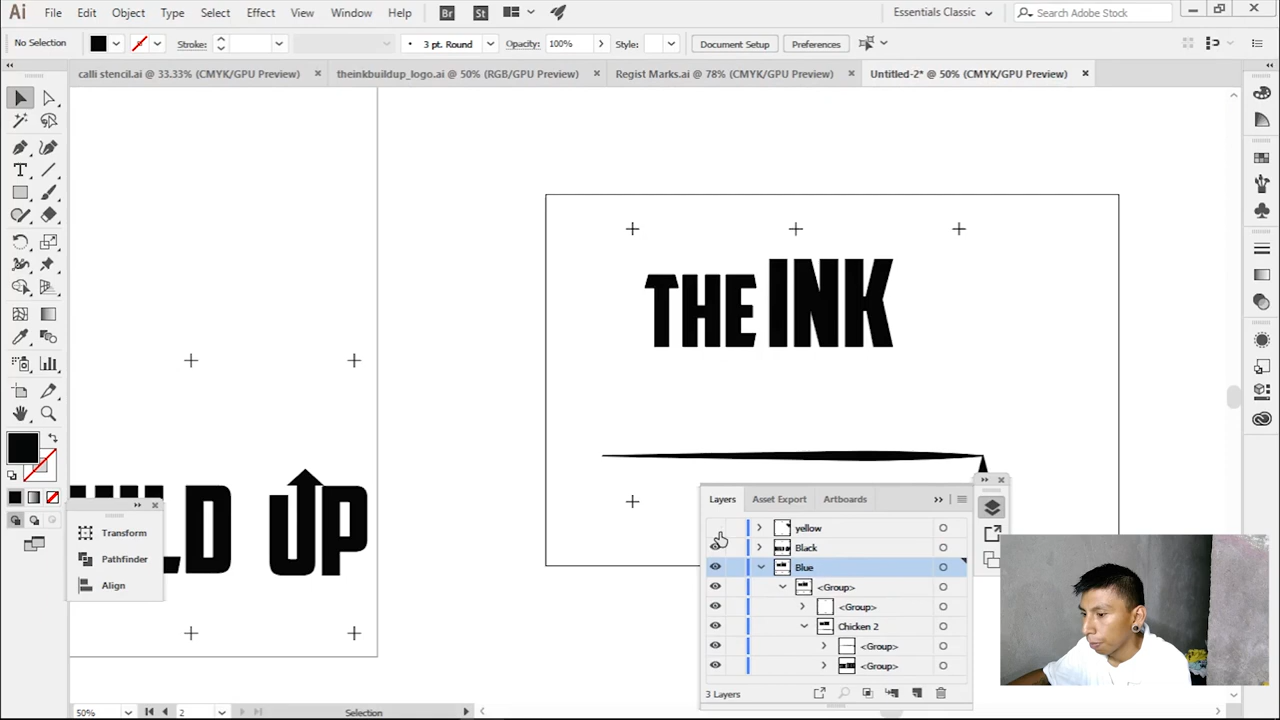 Ai File Edit Object Type Select Effect View Window Help Br St Essentials Classic Search Adobe Stock
No Selection Stroke: 3 pt. Round Opacity: 100% Style: Document Setup Preferences
calli stencil.ai @ 33.33% (CMYK/GPU Preview) × theinkbuildup_logo.ai @ 50% (RGB/GPU Preview) × Regist Marks.ai @ 78% (CMYK/GPU Preview) × Untitled-2* @ 50% (CMYK/GPU Preview) ×
THE INK
UP
Transform
Pathfinder
Align
Layers Asset Export Artboards
yellow
Black
Blue
<Group>
<Group>
Chicken 2
<Group>
<Group>
3 Layers
50% 2 Selection